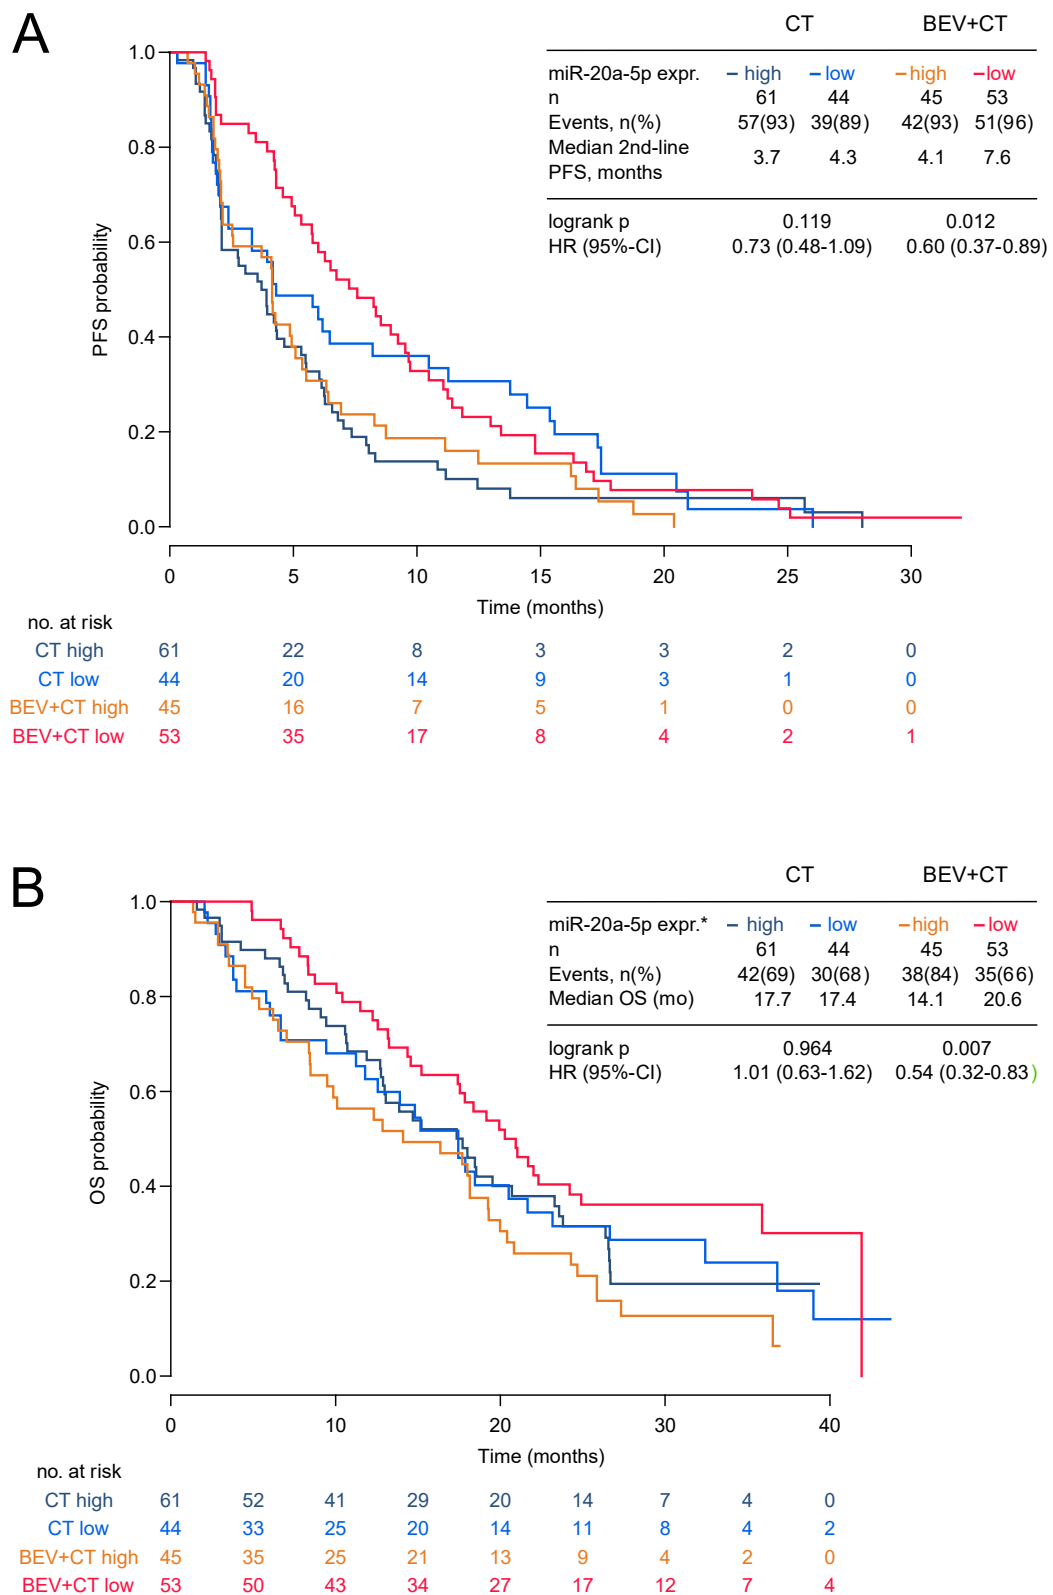 A
CT BEV+CT
miR-20a-5p expr. high low high low
n 61 44 45 53
Events, n(%) 57(93) 39(89) 42(93) 51(96)
Median 2nd-line
PFS, months 3.7 4.3 4.1 7.6
logrank p 0.119 0.012
HR (95%-CI) 0.73 (0.48-1.09) 0.60 (0.37-0.89)
PFS probability
1.0
0.8
0.6
0.4
0.2
0.0
0 5 10 15 20 25 30
Time (months)
no. at risk
CT high 61 22 8 3 3 2 0
CT low 44 20 14 9 3 1 0
BEV+CT high 45 16 7 5 1 0 0
BEV+CT low 53 35 17 8 4 2 1
B
CT BEV+CT
miR-20a-5p expr.* high low high low
n 61 44 45 53
Events, n(%) 42(69) 30(68) 38(84) 35(66)
Median OS (mo) 17.7 17.4 14.1 20.6
logrank p 0.964 0.007
HR (95%-CI) 1.01 (0.63-1.62) 0.54 (0.32-0.83)
OS probability
1.0
0.8
0.6
0.4
0.2
0.0
0 10 20 30 40
Time (months)
no. at risk
CT high 61 52 41 29 20 14 7 4 0
CT low 44 33 25 20 14 11 8 4 2
BEV+CT high 45 35 25 21 13 9 4 2 0
BEV+CT low 53 50 43 34 27 17 12 7 4